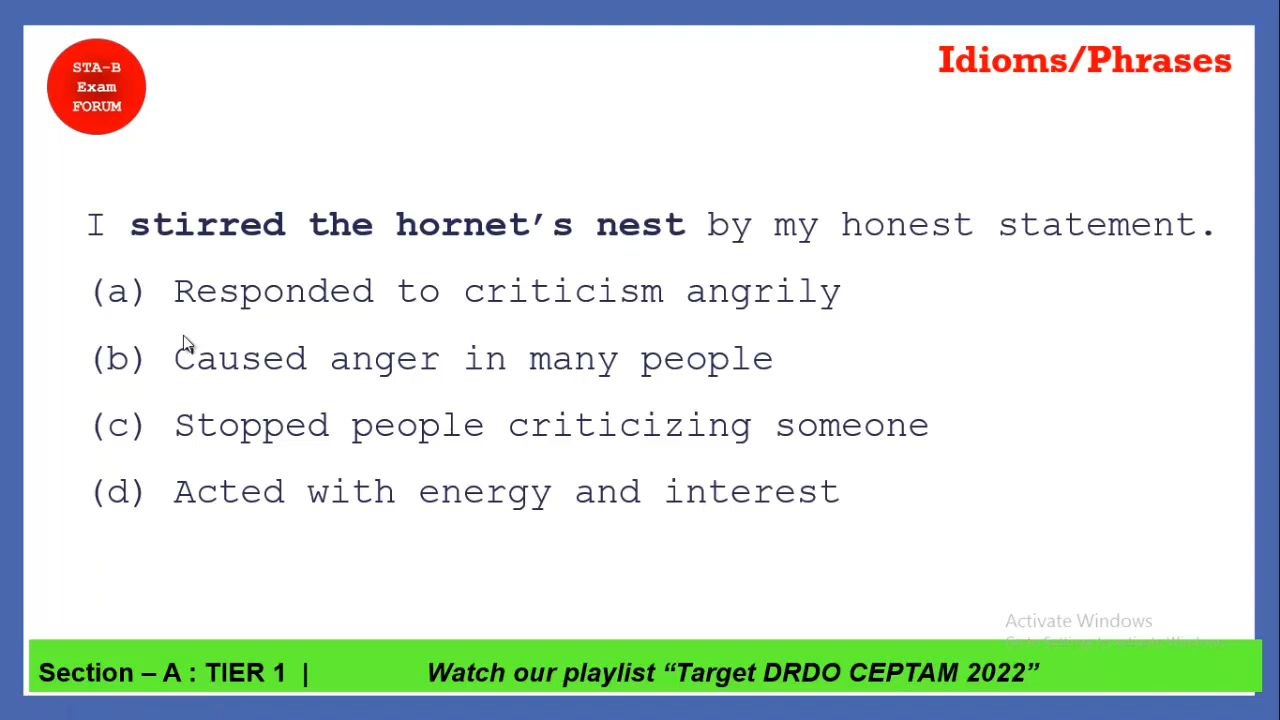 STA-B
Exam
FORUM
Idioms/Phrases
I stirred the hornet’s nest by my honest statement.
(a) Responded to criticism angrily
(b) Caused anger in many people
(c) Stopped people criticizing someone
(d) Acted with energy and interest
Activate Windows
Section – A : TIER 1 | Watch our playlist “Target DRDO CEPTAM 2022”